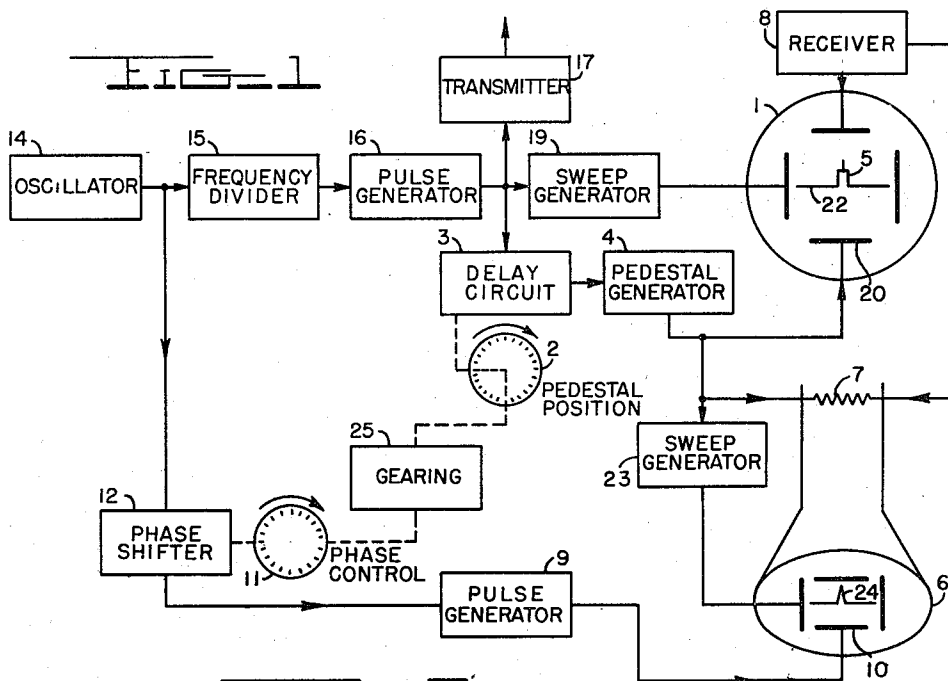 8
RECEIVER
17
TRANSMITTER
1
14
OSCILLATOR
15
FREQUENCY
DIVIDER
16
PULSE
GENERATOR
19
SWEEP
GENERATOR
5
22
20
3
DELAY
CIRCUIT
4
PEDESTAL
GENERATOR
2
PEDESTAL
POSITION
7
25
GEARING
SWEEP
GENERATOR
23
12
PHASE
SHIFTER
11
PHASE
CONTROL
9
PULSE
GENERATOR
6
24
10